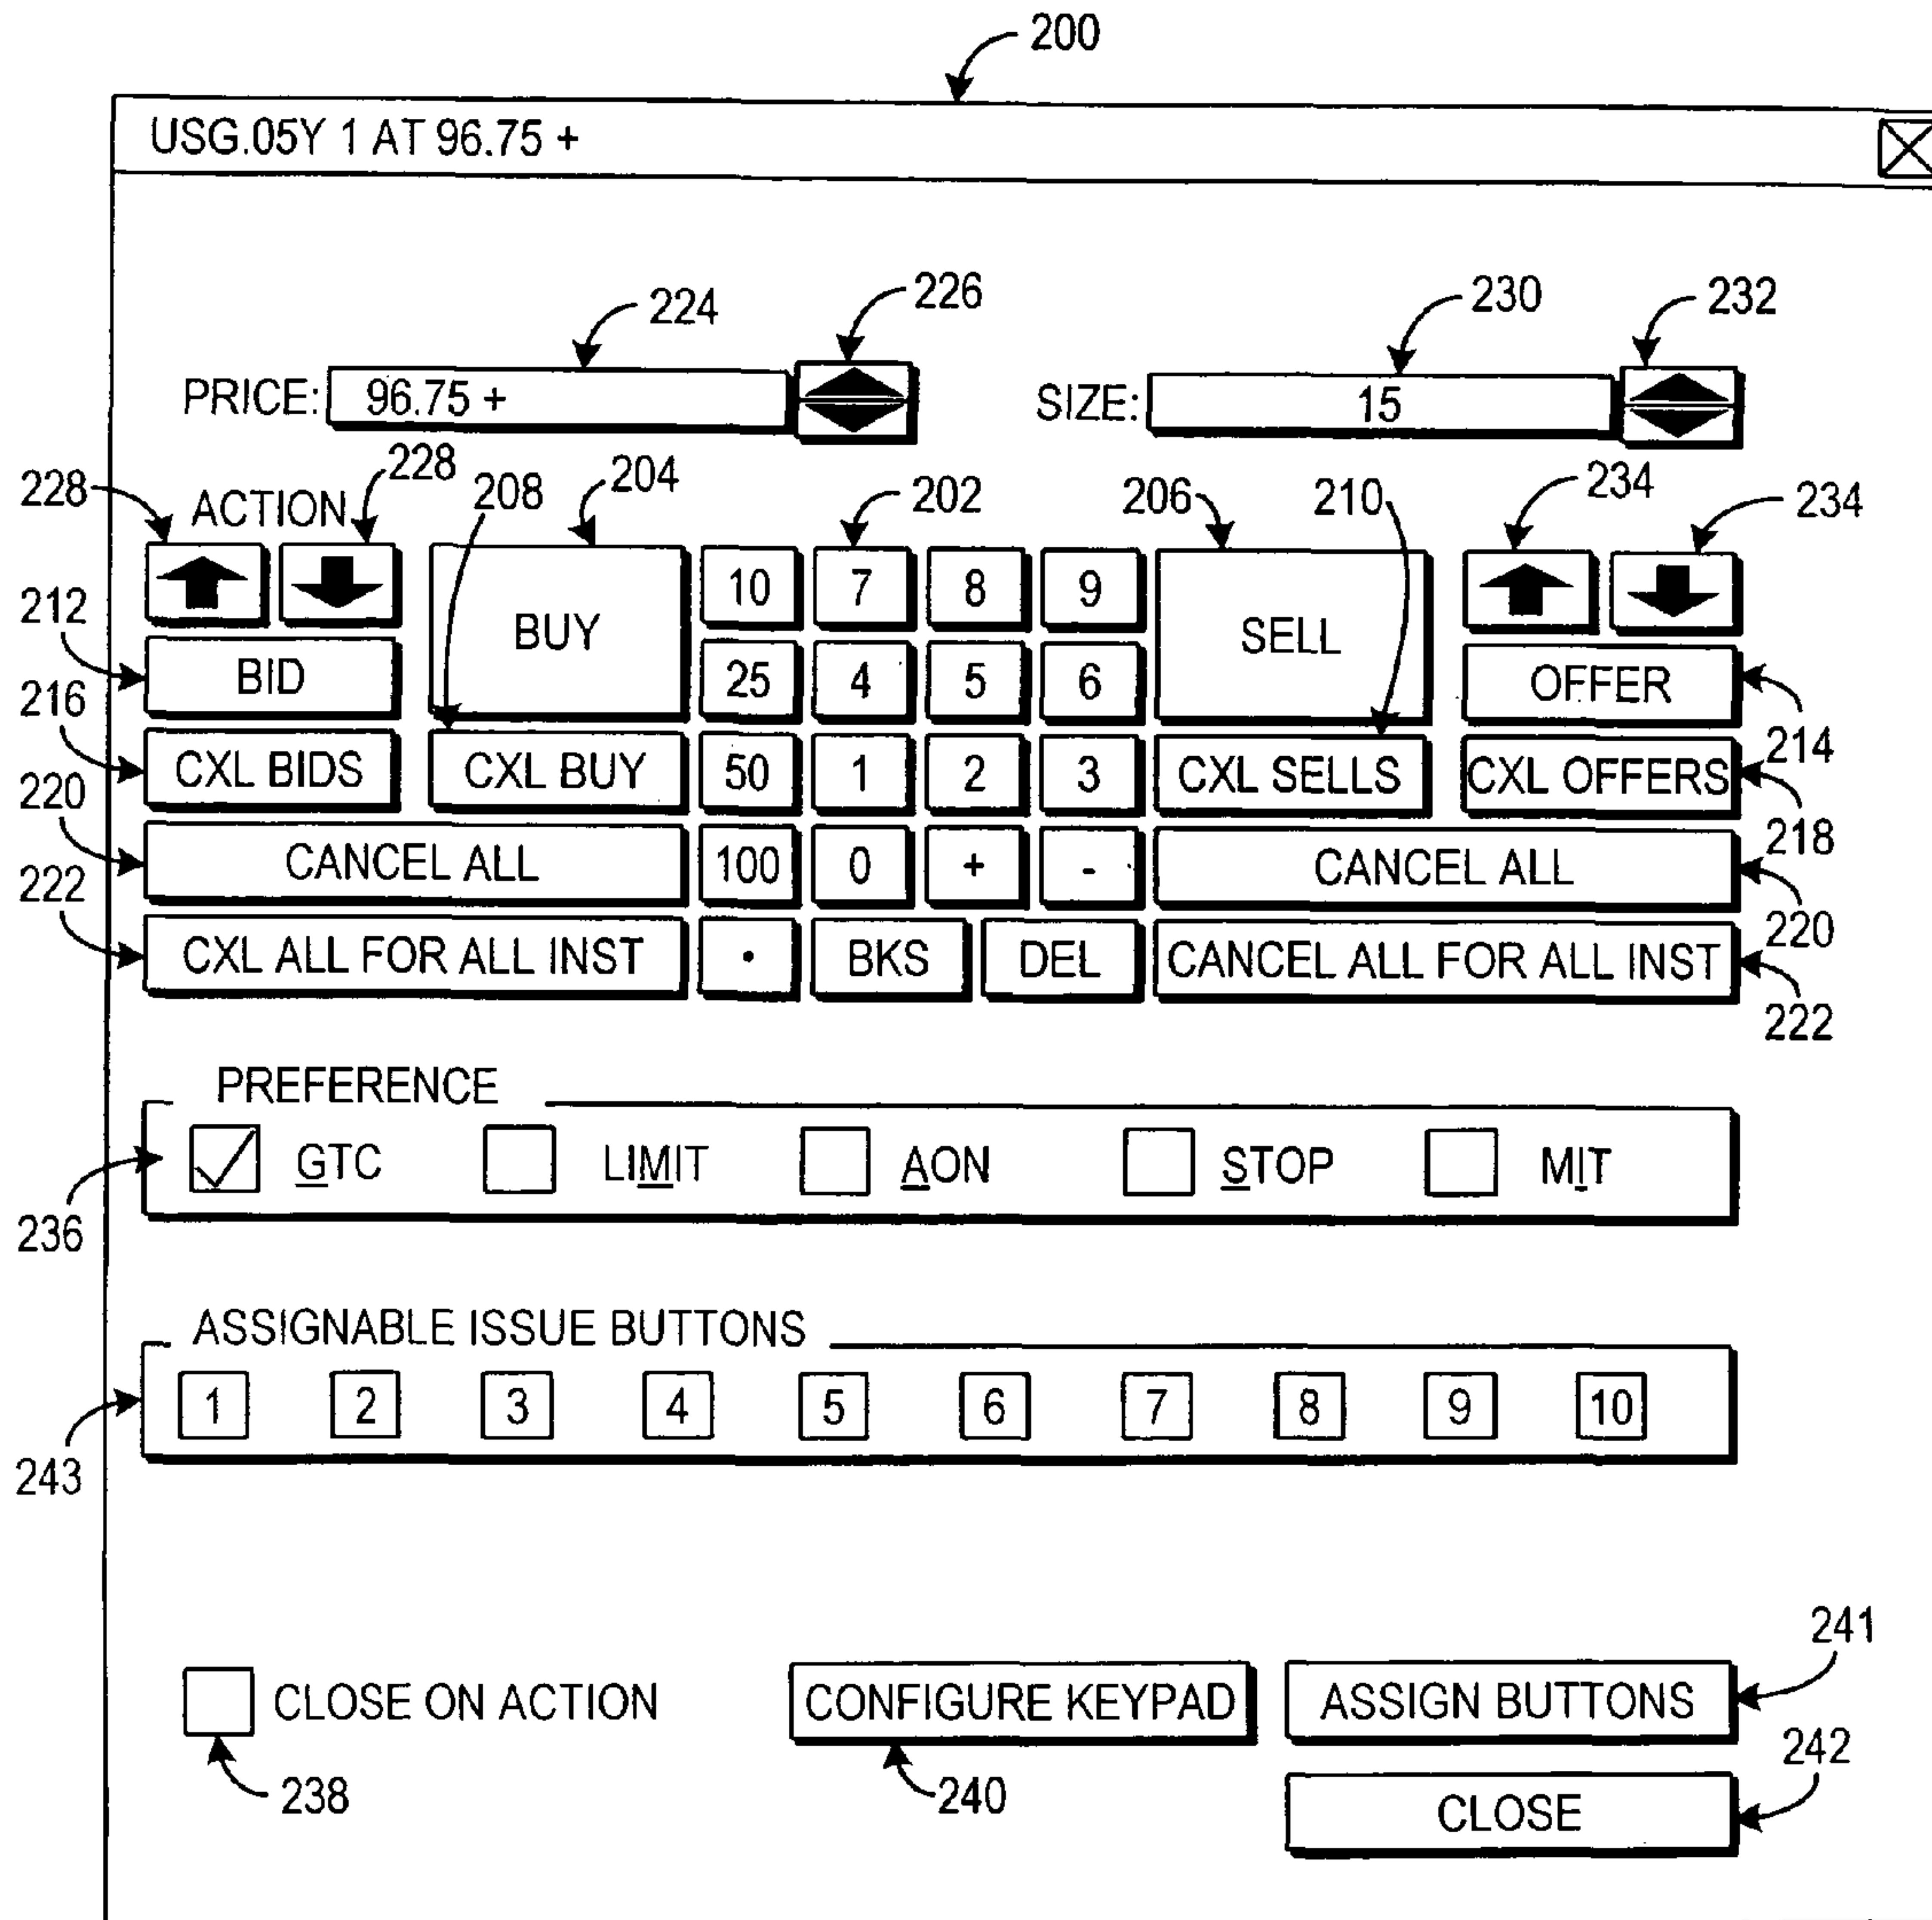 200
USG.05Y 1 AT 96.75 +
224
226
230
232
PRICE: 96.75 +
SIZE: 15
228
ACTION
228
208
204
202
206
210
234
234
212
BUY
10 7 8 9
SELL
BID
25 4 5 6
OFFER
214
216
CXL BIDS
CXL BUY
50 1 2 3
CXL SELLS
CXL OFFERS
218
220
CANCEL ALL
100 0 + -
CANCEL ALL
220
222
CXL ALL FOR ALL INST
• BKS DEL
CANCEL ALL FOR ALL INST
222
PREFERENCE
GTC LIMIT AON STOP MIT
236
ASSIGNABLE ISSUE BUTTONS
1 2 3 4 5 6 7 8 9 10
243
241
CLOSE ON ACTION
CONFIGURE KEYPAD
ASSIGN BUTTONS
238
240
242
CLOSE